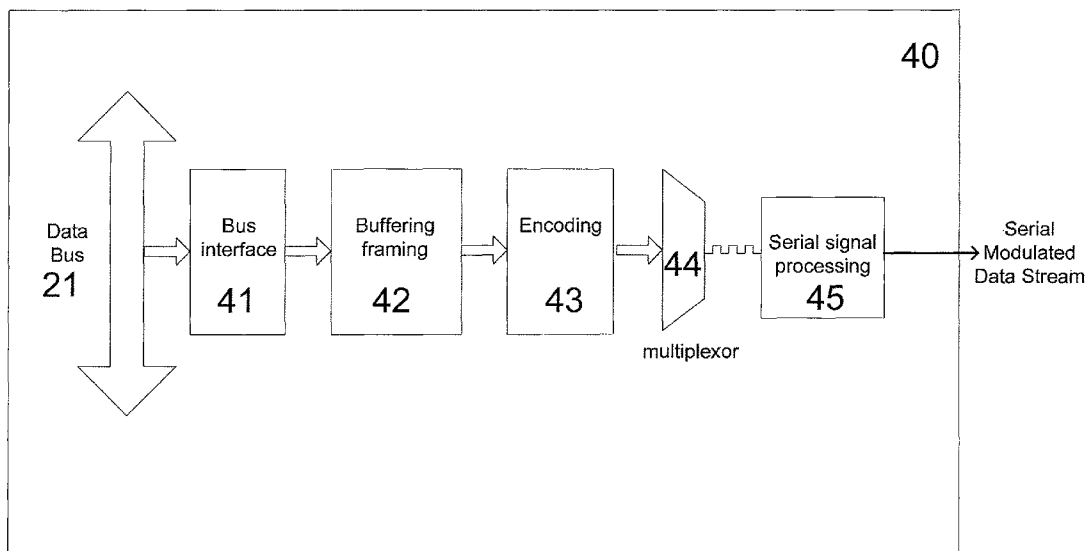 40
Data
Bus
21
Bus
interface
41
Buffering
framing
42
Encoding
43
44
multiplexor
Serial signal
processing
45
Serial
Modulated
Data Stream